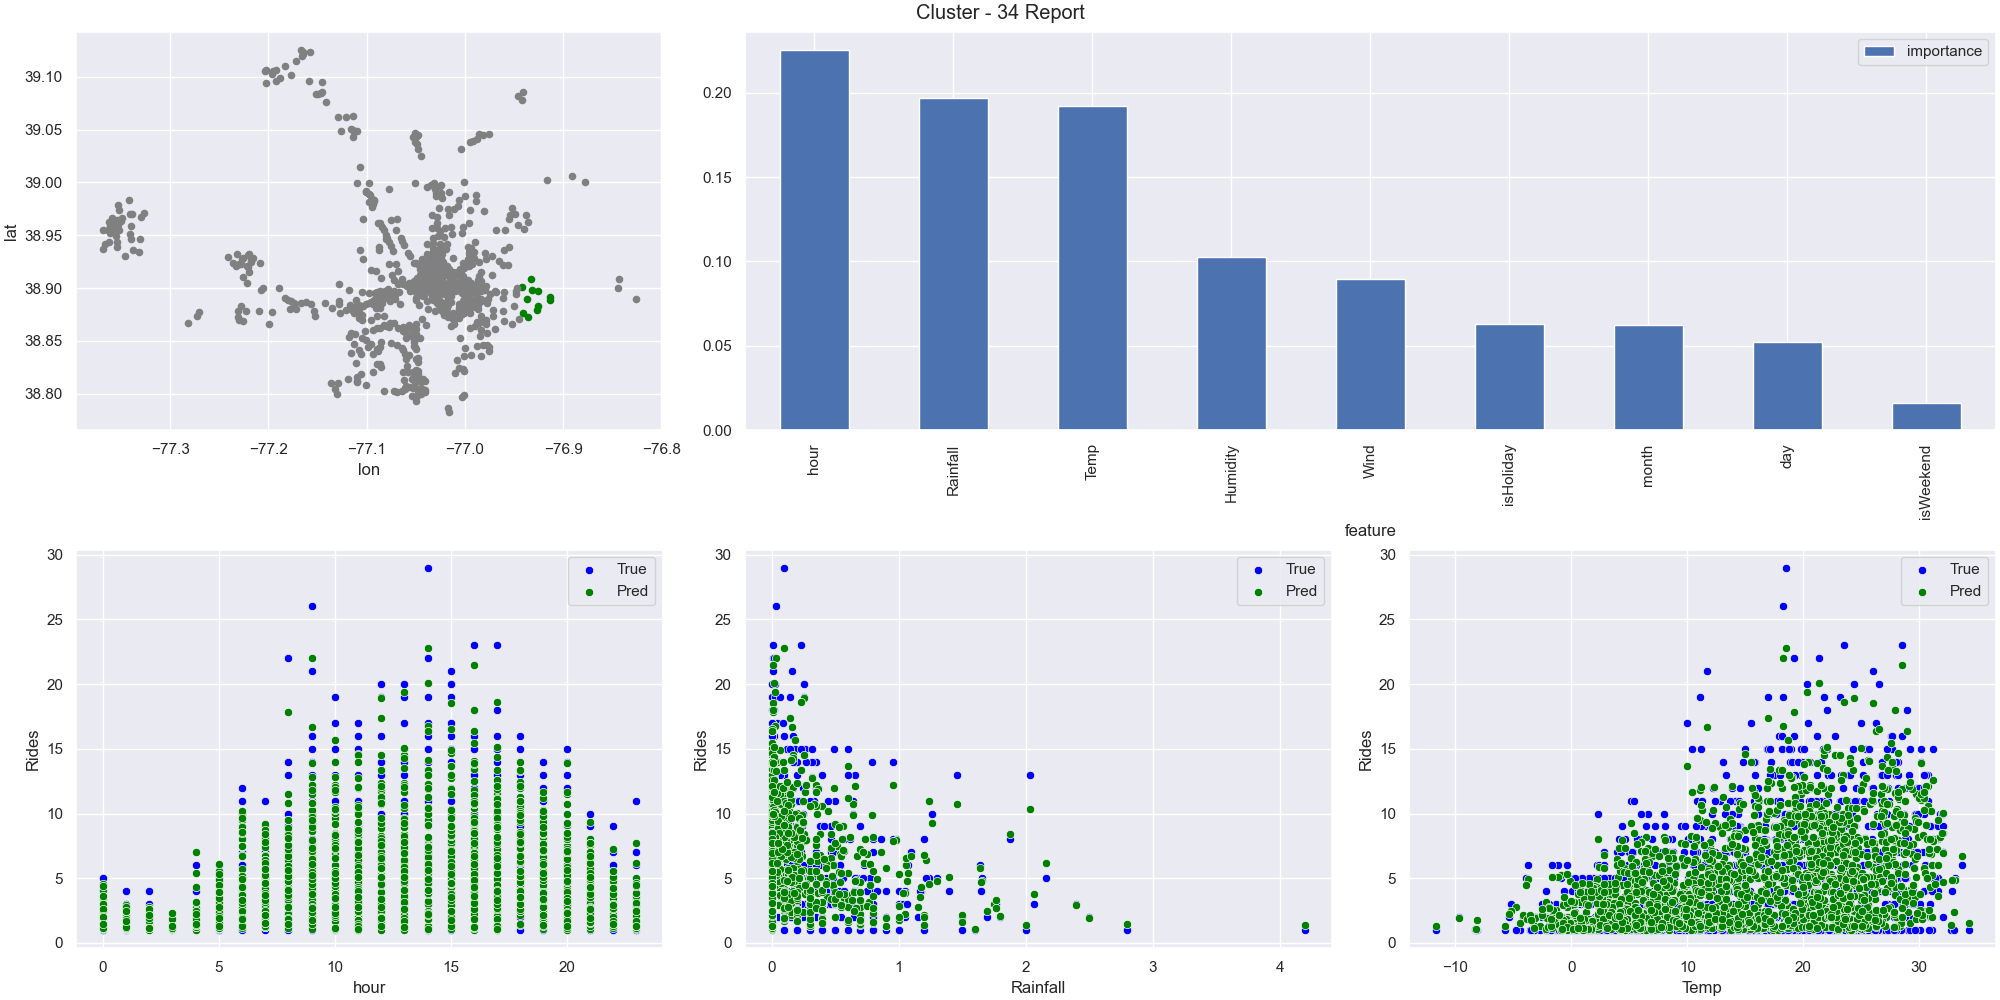 Cluster - 34 Report
39.10
39.05
39.00
38.95
38.90
38.85
38.80
lat
−77.3
−77.2
−77.1
−77.0
−76.9
−76.8
lon
importance
0.20
0.15
0.10
0.05
0.00
hour
Rainfall
Temp
Humidity
Wind
isHoliday
month
day
isWeekend
feature
True
Pred
30
25
20
15
10
5
0
Rides
0
5
10
15
20
hour
True
Pred
30
25
20
15
10
5
0
Rides
0
1
2
3
4
Rainfall
True
Pred
30
25
20
15
10
5
0
Rides
−10
0
10
20
30
Temp